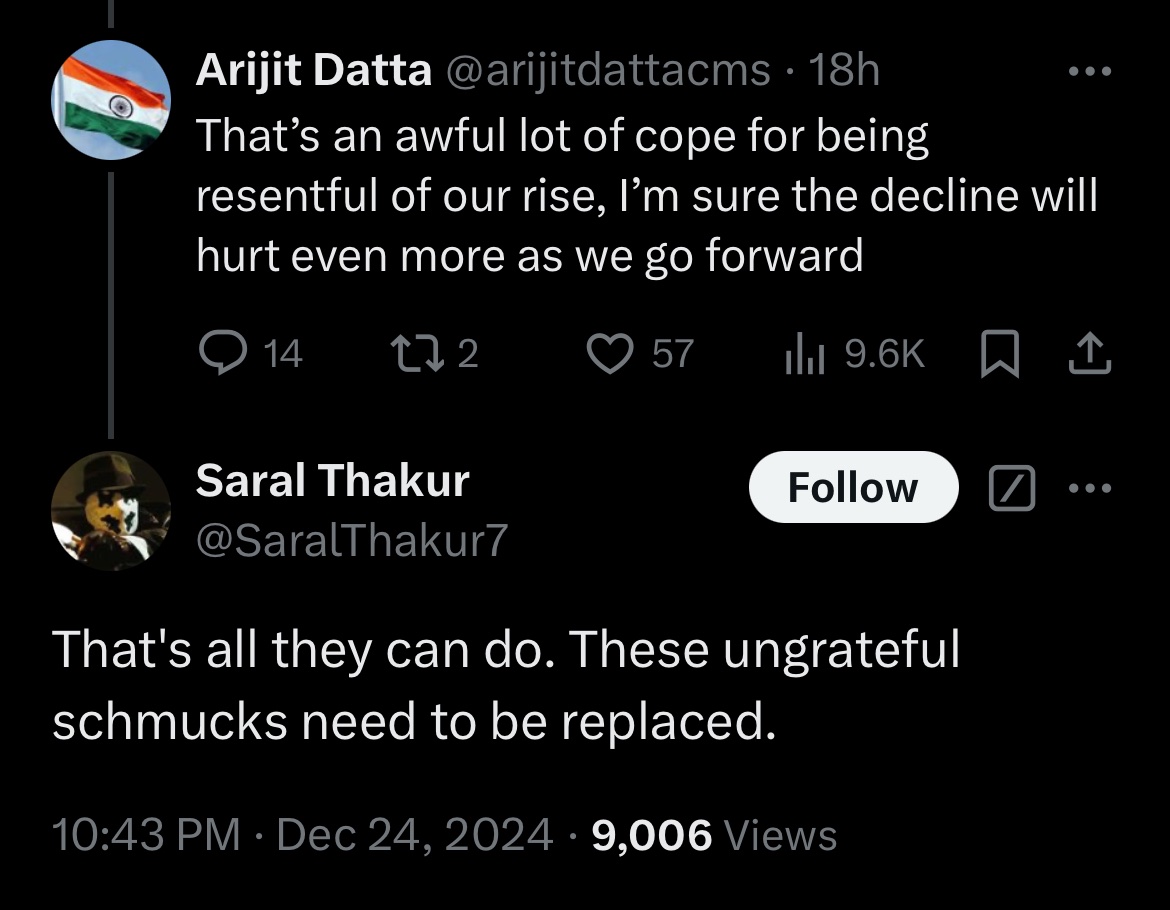 Arijit Datta @arijitdattacms · 18h
That’s an awful lot of cope for being
resentful of our rise, I’m sure the decline will
hurt even more as we go forward
14 2 57 9.6K
Saral Thakur
Follow
@SaralThakur7
That's all they can do. These ungrateful
schmucks need to be replaced.
10:43 PM · Dec 24, 2024 · 9,006 Views